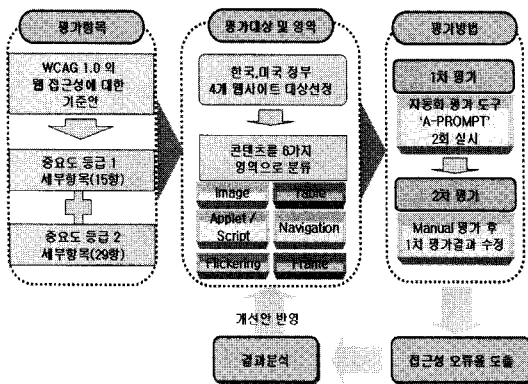 평가항목
WCAG 1.0 의
웹 접근성에 대한
기준안
중요도 등급 1
세부항목(15항)
중요도 등급 2
세부항목(29항)
평가대상 및 영역
한국,미국 정부
4개 웹사이트 대상선정
콘텐츠를 6가지
영역으로 분류
Image
Table
Applet /
Script
Navigation
Flickering
Frame
평가방법
1차 평가
자동화 평가 도구
'A-PROMPT'
2회 실시
2차 평가
Manual 평가 후
1차 평가결과 수정
개선안 반영
결과분석
접근성 오류율 도출